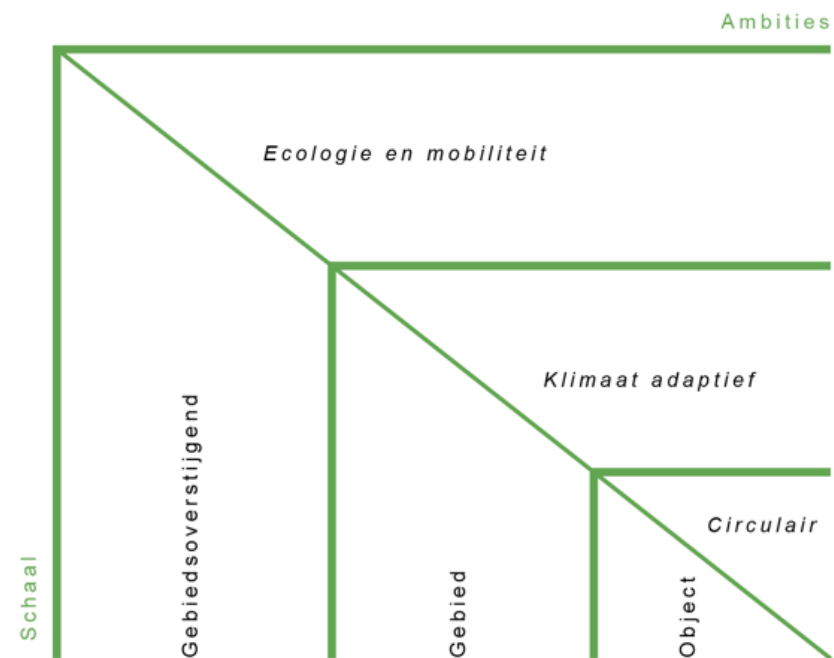 Ambities
Ecologie en mobiliteit
Klimaat adaptief
Circulair
Schaal
Gebiedsoverstijgend
Gebied
Object